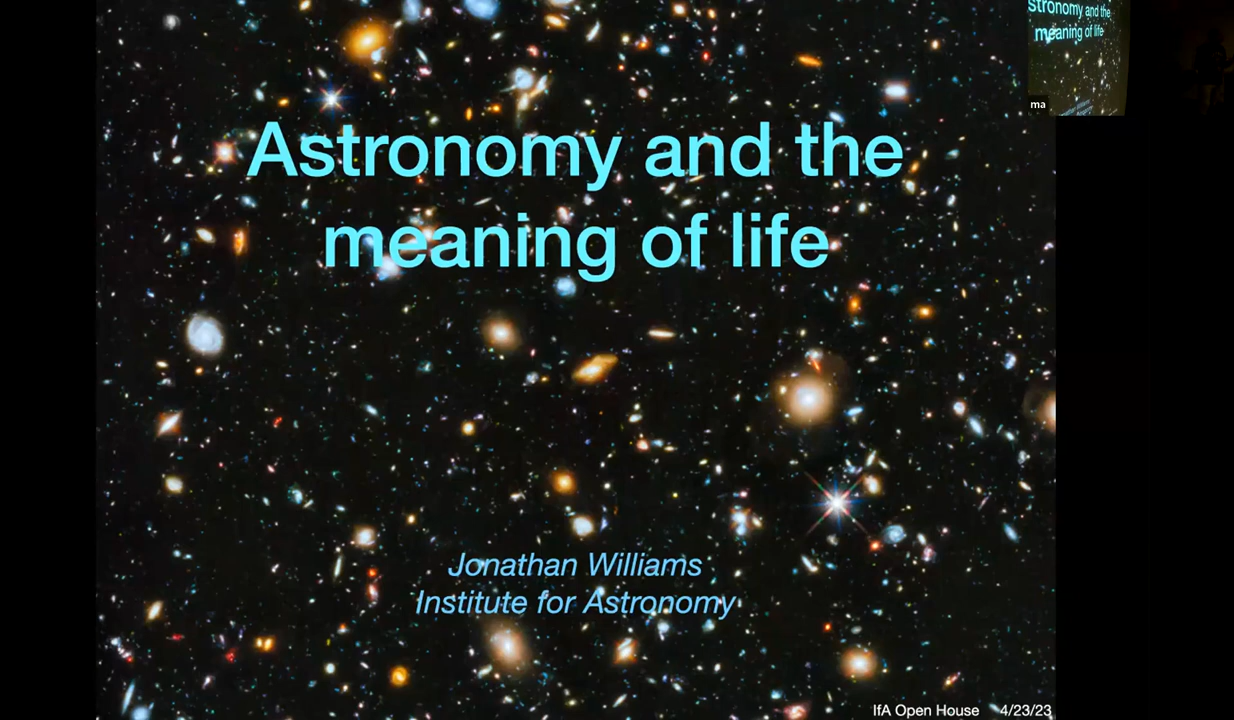 Astronomy and the
meaning of life
Jonathan Williams
Institute for Astronomy
IfA Open House 4/23/23
stronomy and the
meaning of life
ma